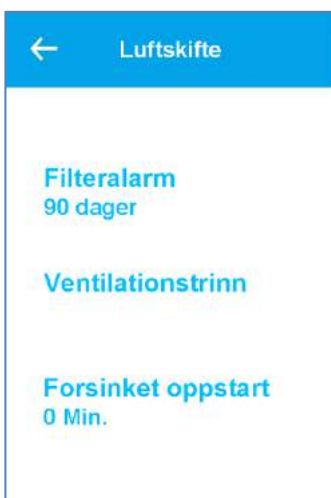 Luftskifte
Filteralarm
90 dager
Ventilationstrinn
Forsinket oppstart
0 Min.